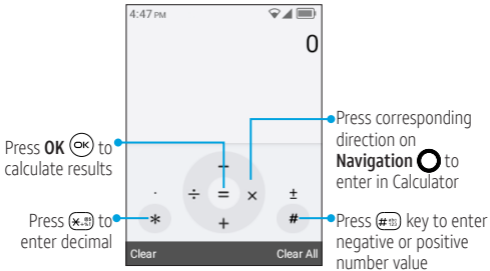 4:47 PM
0
Press corresponding
direction on
Navigation to
enter in Calculator
Press OK OK to
calculate results
−
÷ = ×
+
. ±
* #
Press *. to
enter decimal
Press # key to enter
negative or positive
number value
Clear Clear All